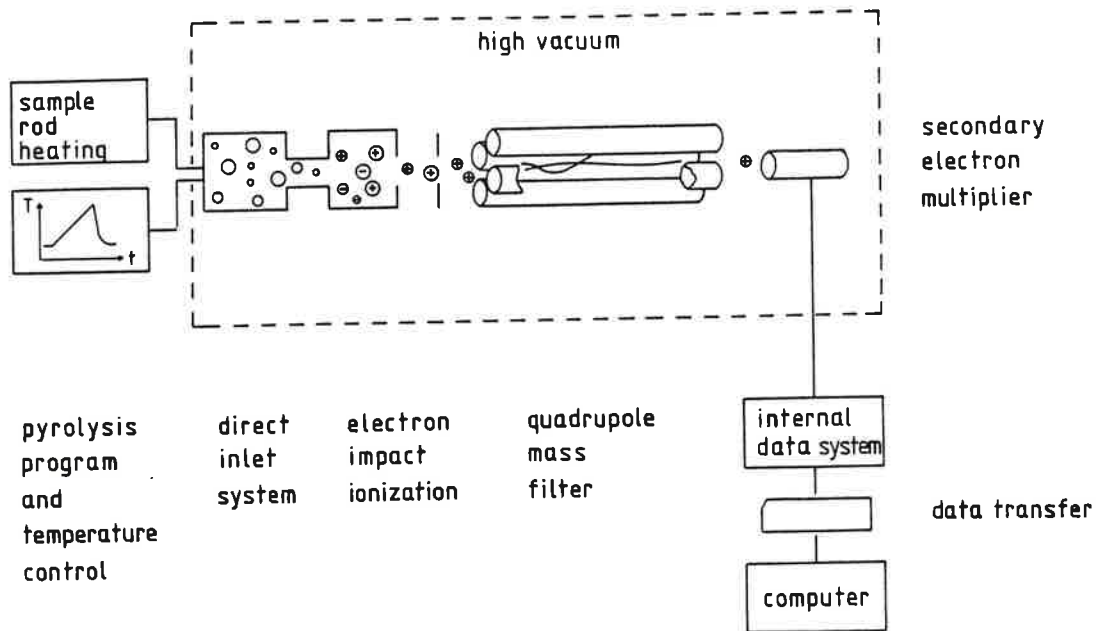 high vacuum
sample
rod
heating
T
t
secondary
electron
multiplier
pyrolysis
program
and
temperature
control
direct
inlet
system
electron
impact
ionization
quadrupole
mass
filter
internal
data system
data transfer
computer